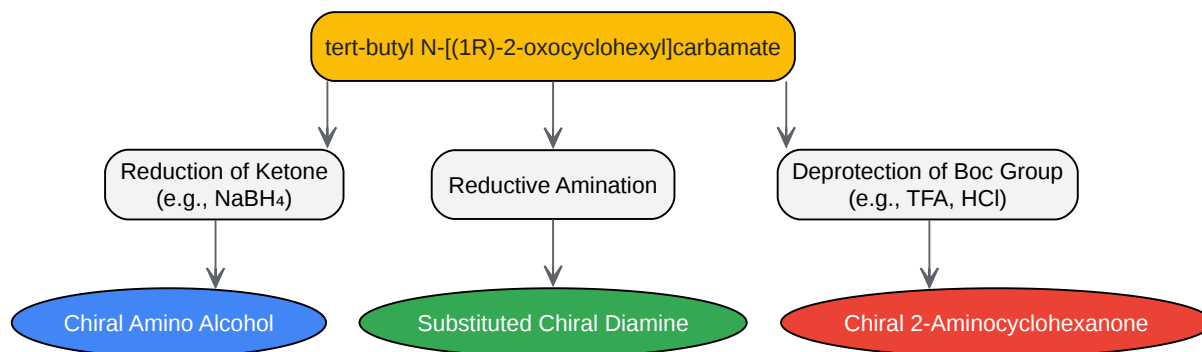 tert-butyl N-[(1R)-2-oxocyclohexyl]carbamate
Reduction of Ketone
(e.g., NaBH₄)
Reductive Amination
Deprotection of Boc Group
(e.g., TFA, HCl)
Chiral Amino Alcohol
Substituted Chiral Diamine
Chiral 2-Aminocyclohexanone